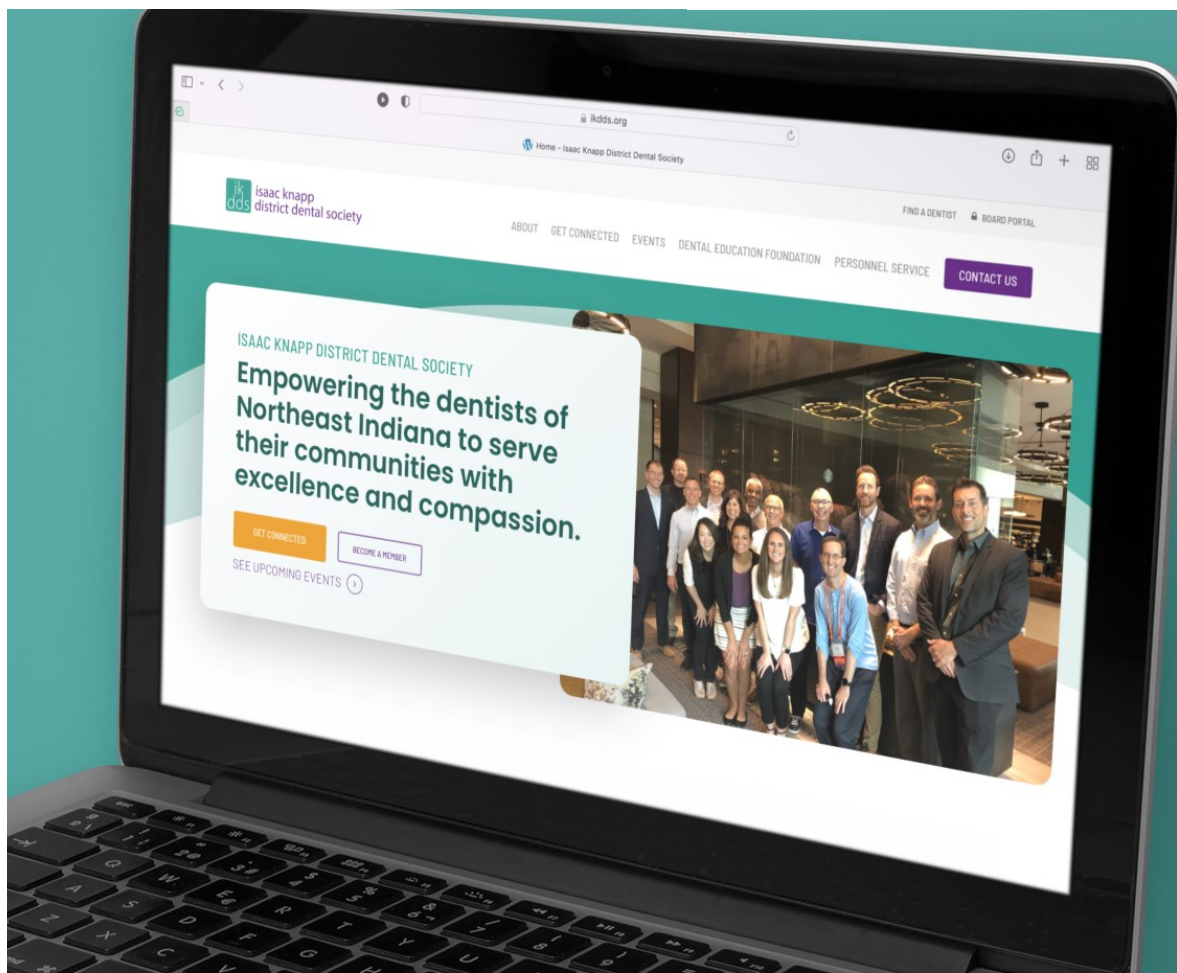 ikdds.org
Home - Isaac Knapp District Dental Society
FIND A DENTIST BOARD PORTAL
ik
dds
isaac knapp
district dental society
ABOUT GET CONNECTED EVENTS DENTAL EDUCATION FOUNDATION PERSONNEL SERVICE CONTACT US
ISAAC KNAPP DISTRICT DENTAL SOCIETY
Empowering the dentists of
Northeast Indiana to serve
their communities with
excellence and compassion.
GET CONNECTED BECOME A MEMBER
SEE UPCOMING EVENTS
esc
Q W E R T Y U
A S D F G H
Z X C V